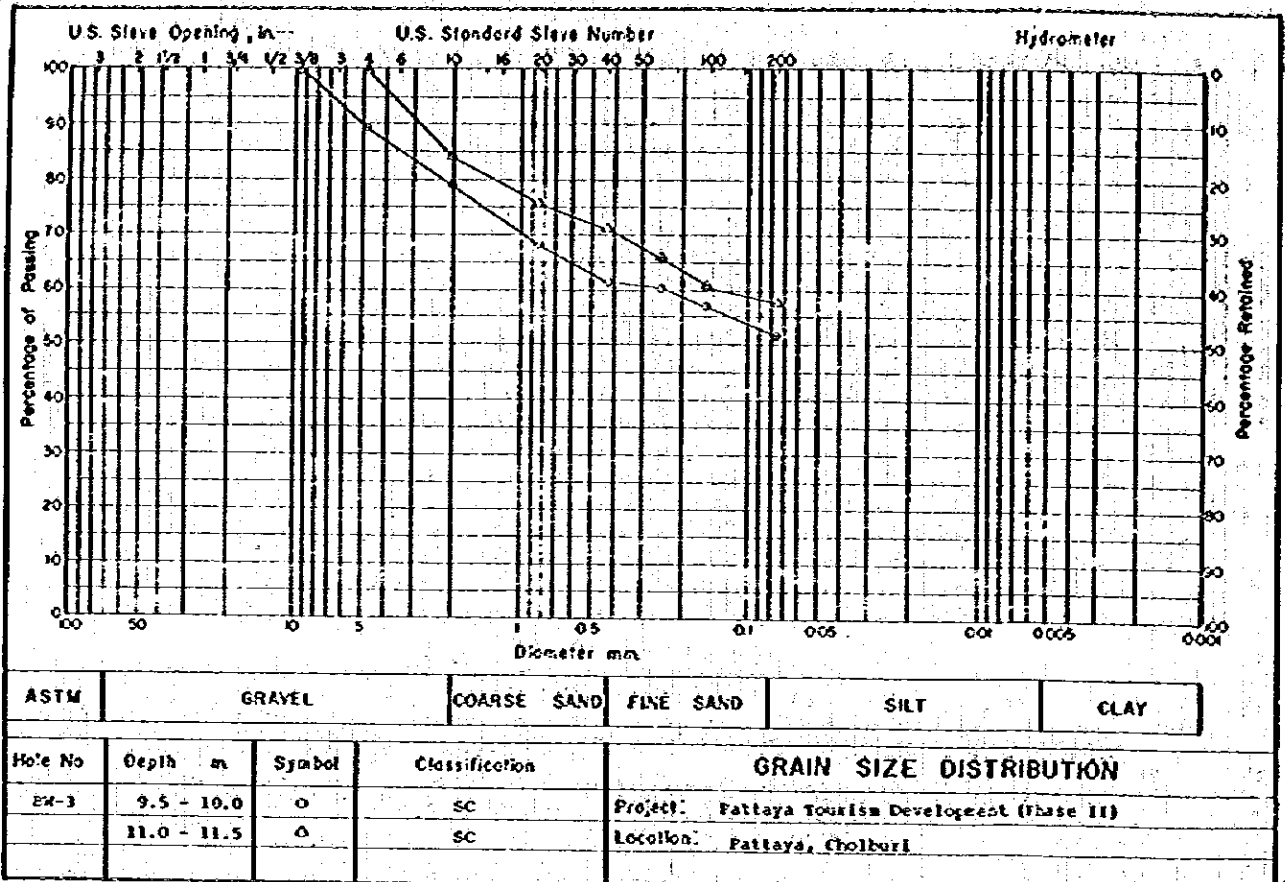 U.S. Sieve Opening, in. U.S. Standard Sieve Number Hydrometer
3 2 1½ 1 3/4 1/2 3/8 3 4 6 10 16 20 30 40 50 100 200
100 0
90 10
80 20
70 30
60 40
50 50
40 60
30 70
20 80
10 90
0 100
Percentage of Passing
Percentage Retained
100 50 10 5 1 0.5 0.1 0.05 0.01 0.005 0.001
Diameter mm.
ASTM GRAVEL COARSE SAND FINE SAND SILT CLAY
Hole No Depth m Symbol Classification GRAIN SIZE DISTRIBUTION
9.5 - 10.0 O SC Project: Pattaya Tourism Development (Phase II)
11.0 - 11.5 Δ SC Location: Pattaya, Cholburi